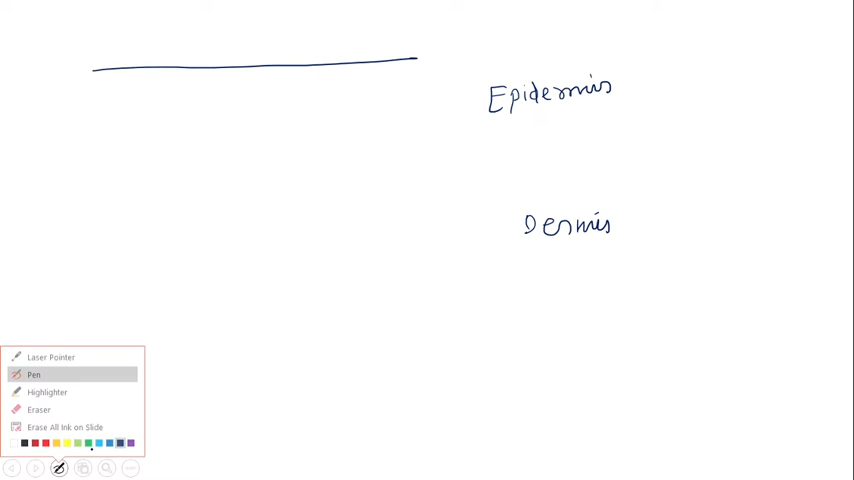 Epidermis
Dermis
Laser Pointer
Pen
Highlighter
Eraser
Erase All Ink on Slide